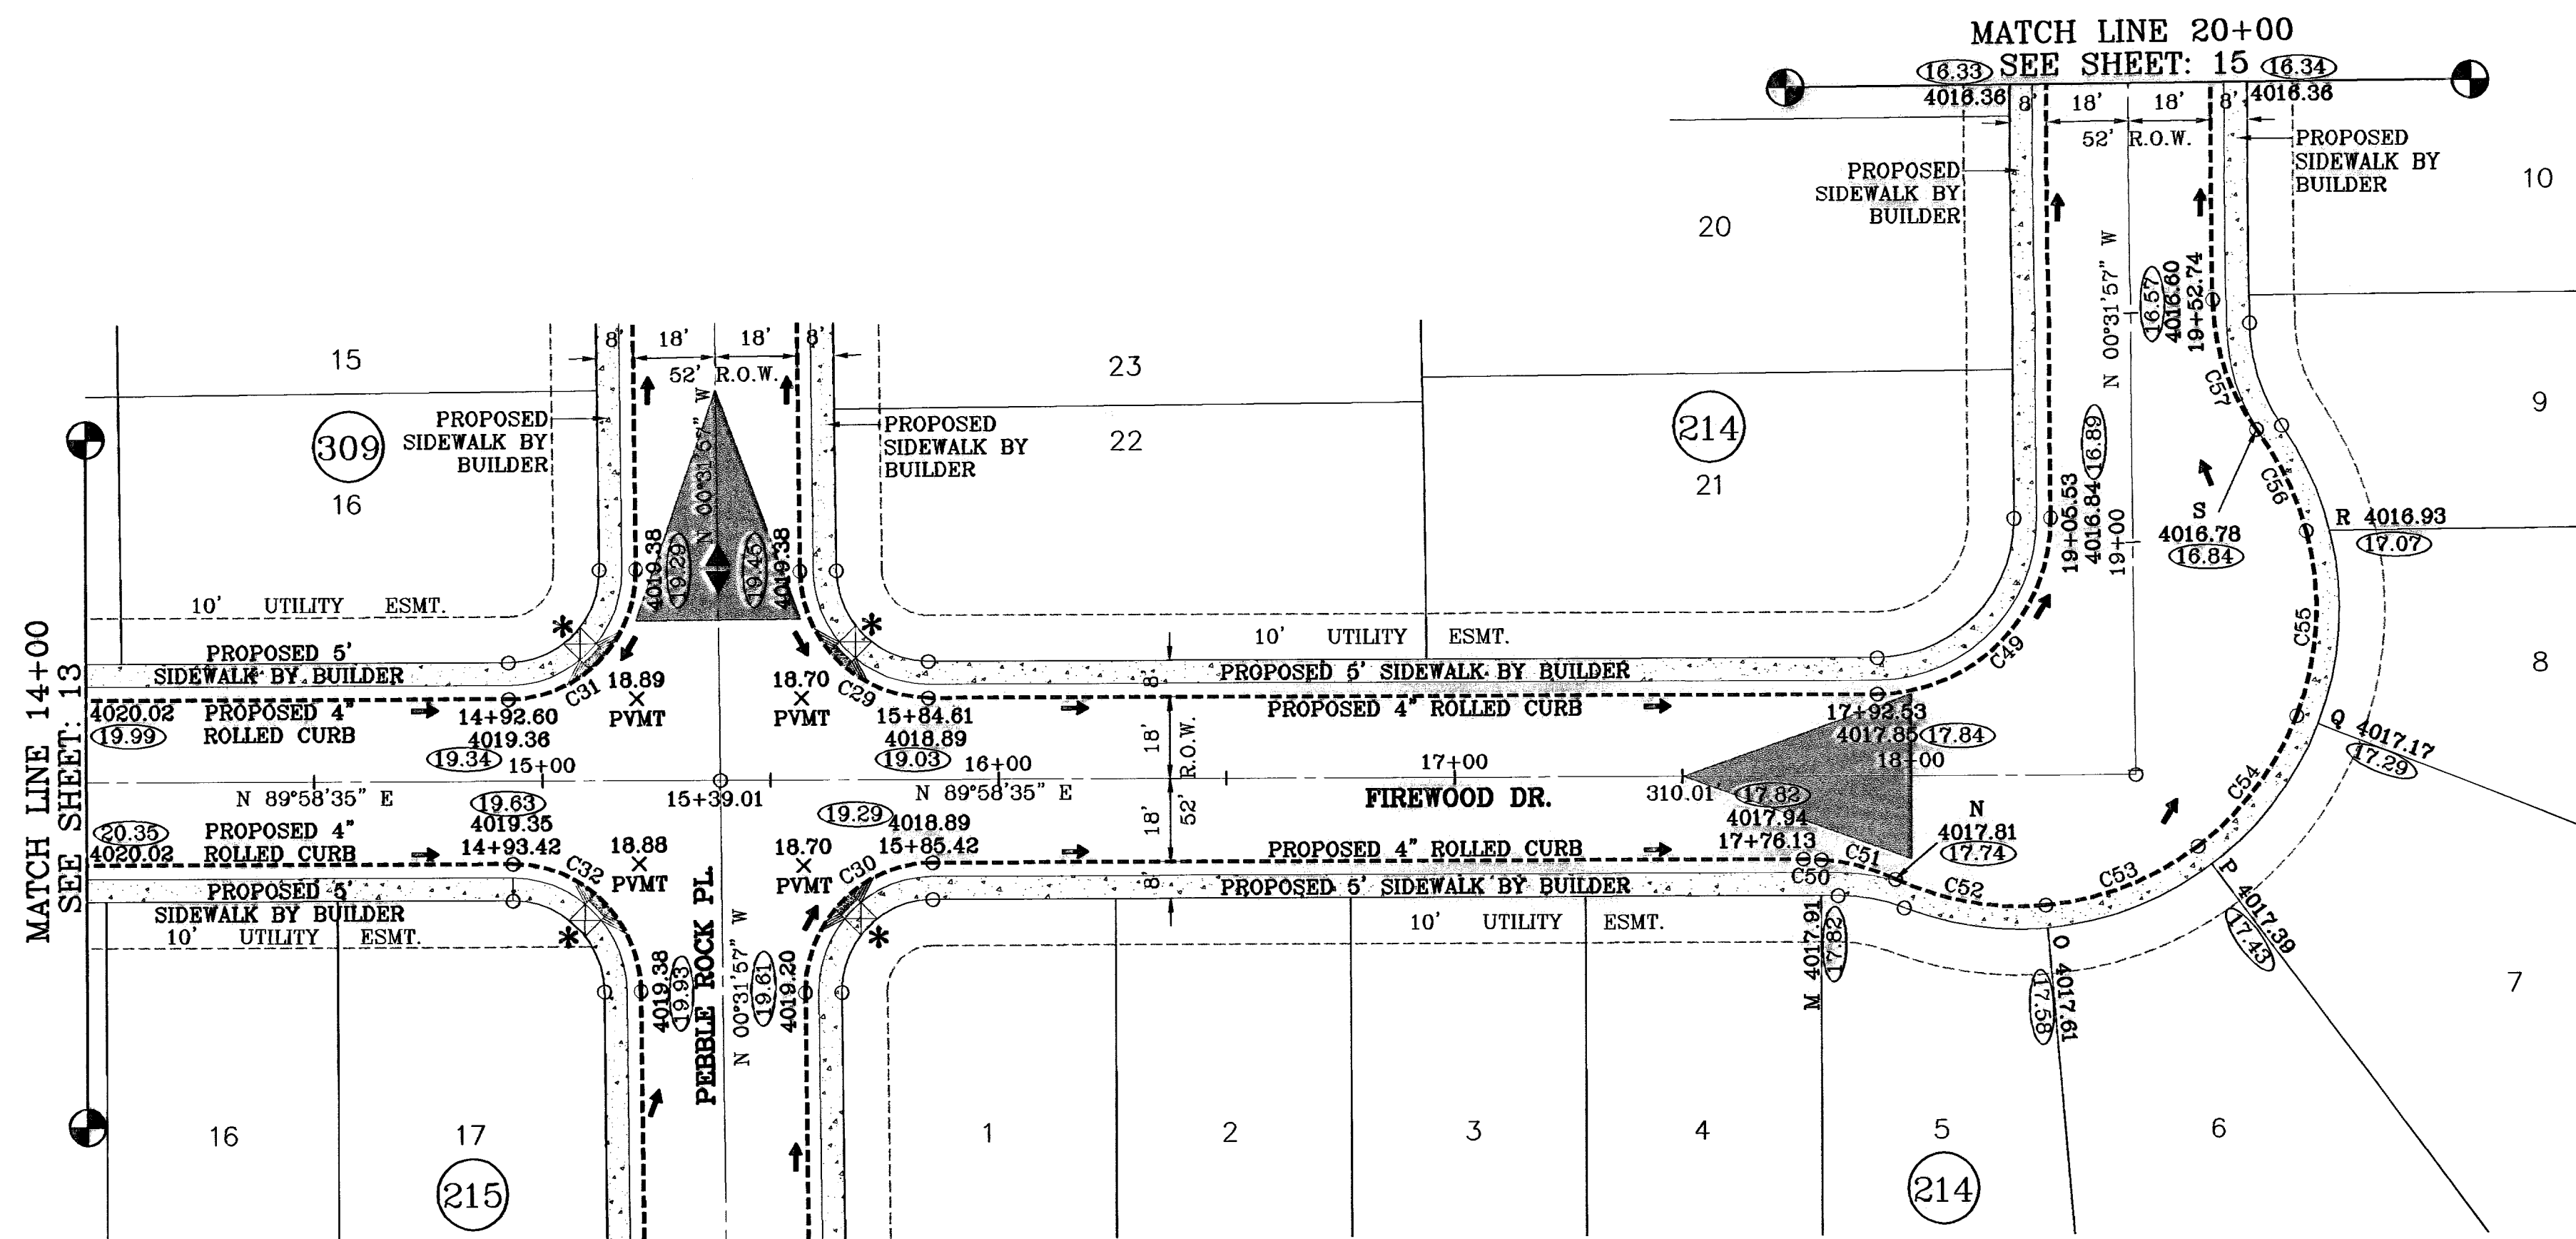 MATCH LINE 20+00
SEE SHEET: 15
16.33
16.34
4016.36
4016.36
8'
18'
18'
8'
52' R.O.W.
PROPOSED
SIDEWALK BY
BUILDER
PROPOSED
SIDEWALK BY
BUILDER
10
20
N 00°31'57" W
16.57
4016.60
19+52.74
C57
9
8'
18'
18'
8'
52' R.O.W.
15
23
PROPOSED
SIDEWALK BY
BUILDER
309
16
N 00°31'57" W
PROPOSED
SIDEWALK BY
BUILDER
22
214
21
16.89
4016.84
19+05.53
19+00
C56
S
4016.78
16.84
R 4016.93
17.07
4019.38
19.29
19.45
4019.38
10' UTILITY ESMT.
*
*
10' UTILITY ESMT.
C49
C55
8
MATCH LINE 14+00
SEE SHEET: 13
PROPOSED 5'
SIDEWALK BY BUILDER
C31
18.89
PVMT
18.70
PVMT
C29
8'
PROPOSED 5' SIDEWALK BY BUILDER
4020.02
19.99
PROPOSED 4"
ROLLED CURB
14+92.60
4019.36
19.34
15+84.61
4018.89
19.03
18'
R.O.W.
PROPOSED 4" ROLLED CURB
17+92.53
4017.85
17.84
18+00
Q 4017.17
17.29
15+00
16+00
17+00
N 89°58'35" E
15+39.01
N 89°58'35" E
FIREWOOD DR.
310.01'
17.82
4017.94
17+76.13
N
4017.81
17.74
C54
19.63
4019.35
14+93.42
20.35
4020.02
PROPOSED 4"
ROLLED CURB
19.29
4018.89
15+85.42
18'
52'
PROPOSED 4" ROLLED CURB
C51
C50
C52
C53
P 4017.39
17.43
C32
18.88
PVMT
18.70
PVMT
C30
8'
PROPOSED 5'
SIDEWALK BY BUILDER
10' UTILITY ESMT.
*
*
PROPOSED 5' SIDEWALK BY BUILDER
10' UTILITY ESMT.
M 4017.91
17.82
O 4017.61
17.58
7
4019.38
19.93
PEBBLE ROCK PL.
N 00°31'57" W
19.61
4019.20
16
17
1
2
3
4
5
6
215
214